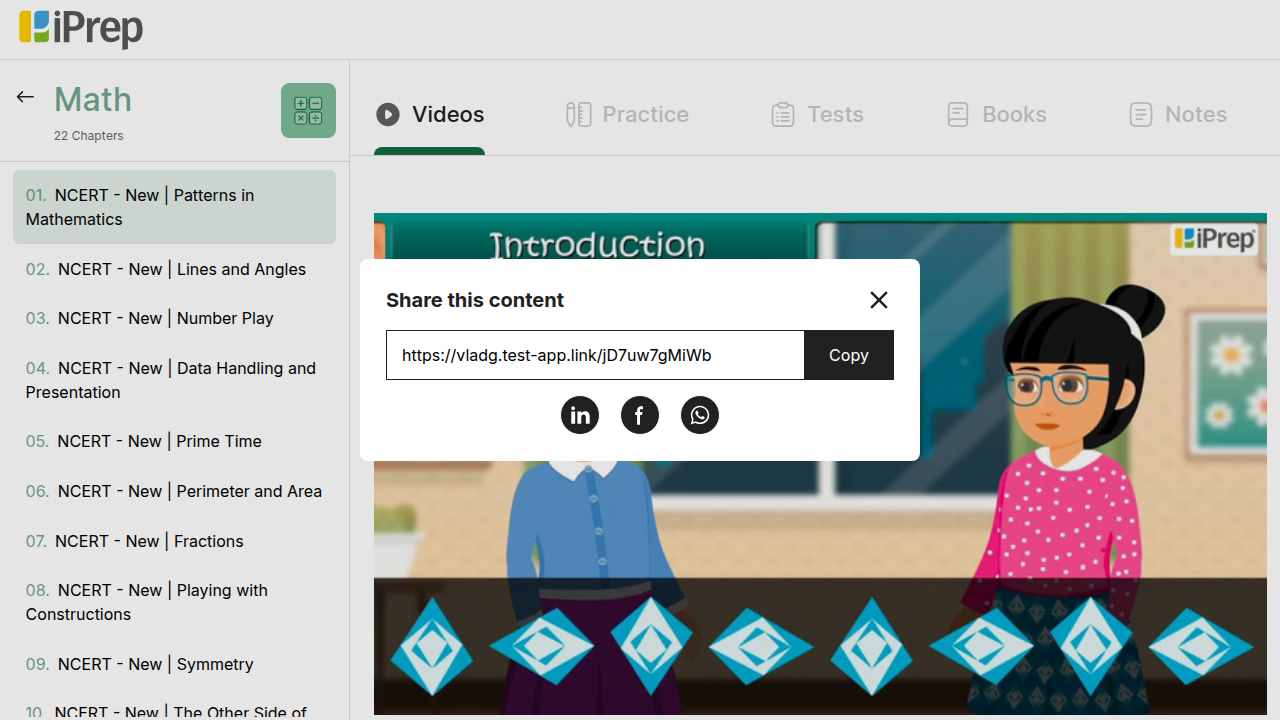 iPrep
Math
22 Chapters
Videos
Practice
Tests
Books
Notes
01. NCERT - New | Patterns in
Mathematics
02. NCERT - New | Lines and Angles
03. NCERT - New | Number Play
04. NCERT - New | Data Handling and
Presentation
05. NCERT - New | Prime Time
06. NCERT - New | Perimeter and Area
07. NCERT - New | Fractions
08. NCERT - New | Playing with
Constructions
09. NCERT - New | Symmetry
10. NCERT - New | The Other Side of
Introduction
iPrep
Share this content
https://vladg.test-app.link/jD7uw7gMiWb
Copy